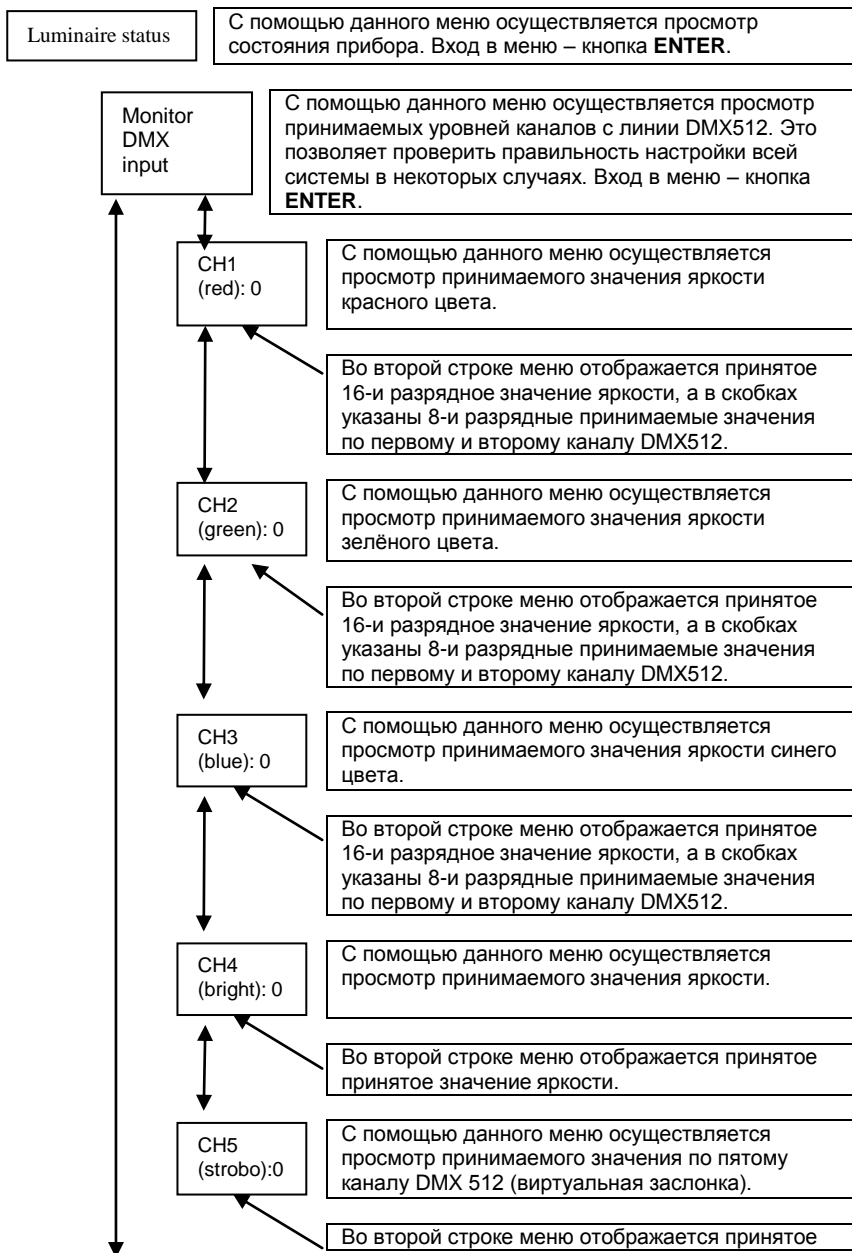 Luminaire status
С помощью данного меню осуществляется просмотр
состояния прибора. Вход в меню – кнопка ENTER.
Monitor
DMX
input
С помощью данного меню осуществляется просмотр
принимаемых уровней каналов с линии DMX512. Это
позволяет проверить правильность настройки всей
системы в некоторых случаях. Вход в меню – кнопка
ENTER.
CH1
(red): 0
С помощью данного меню осуществляется
просмотр принимаемого значения яркости
красного цвета.
Во второй строке меню отображается принятое
16-и разрядное значение яркости, а в скобках
указаны 8-и разрядные принимаемые значения
по первому и второму каналу DMX512.
CH2
(green): 0
С помощью данного меню осуществляется
просмотр принимаемого значения яркости
зелёного цвета.
Во второй строке меню отображается принятое
16-и разрядное значение яркости, а в скобках
указаны 8-и разрядные принимаемые значения
по первому и второму каналу DMX512.
CH3
(blue): 0
С помощью данного меню осуществляется
просмотр принимаемого значения яркости синего
цвета.
Во второй строке меню отображается принятое
16-и разрядное значение яркости, а в скобках
указаны 8-и разрядные принимаемые значения
по первому и второму каналу DMX512.
CH4
(bright): 0
С помощью данного меню осуществляется
просмотр принимаемого значения яркости.
Во второй строке меню отображается принятое
принятое значение яркости.
CH5
(strobo):0
С помощью данного меню осуществляется
просмотр принимаемого значения по пятому
каналу DMX 512 (виртуальная заслонка).
Во второй строке меню отображается принятое